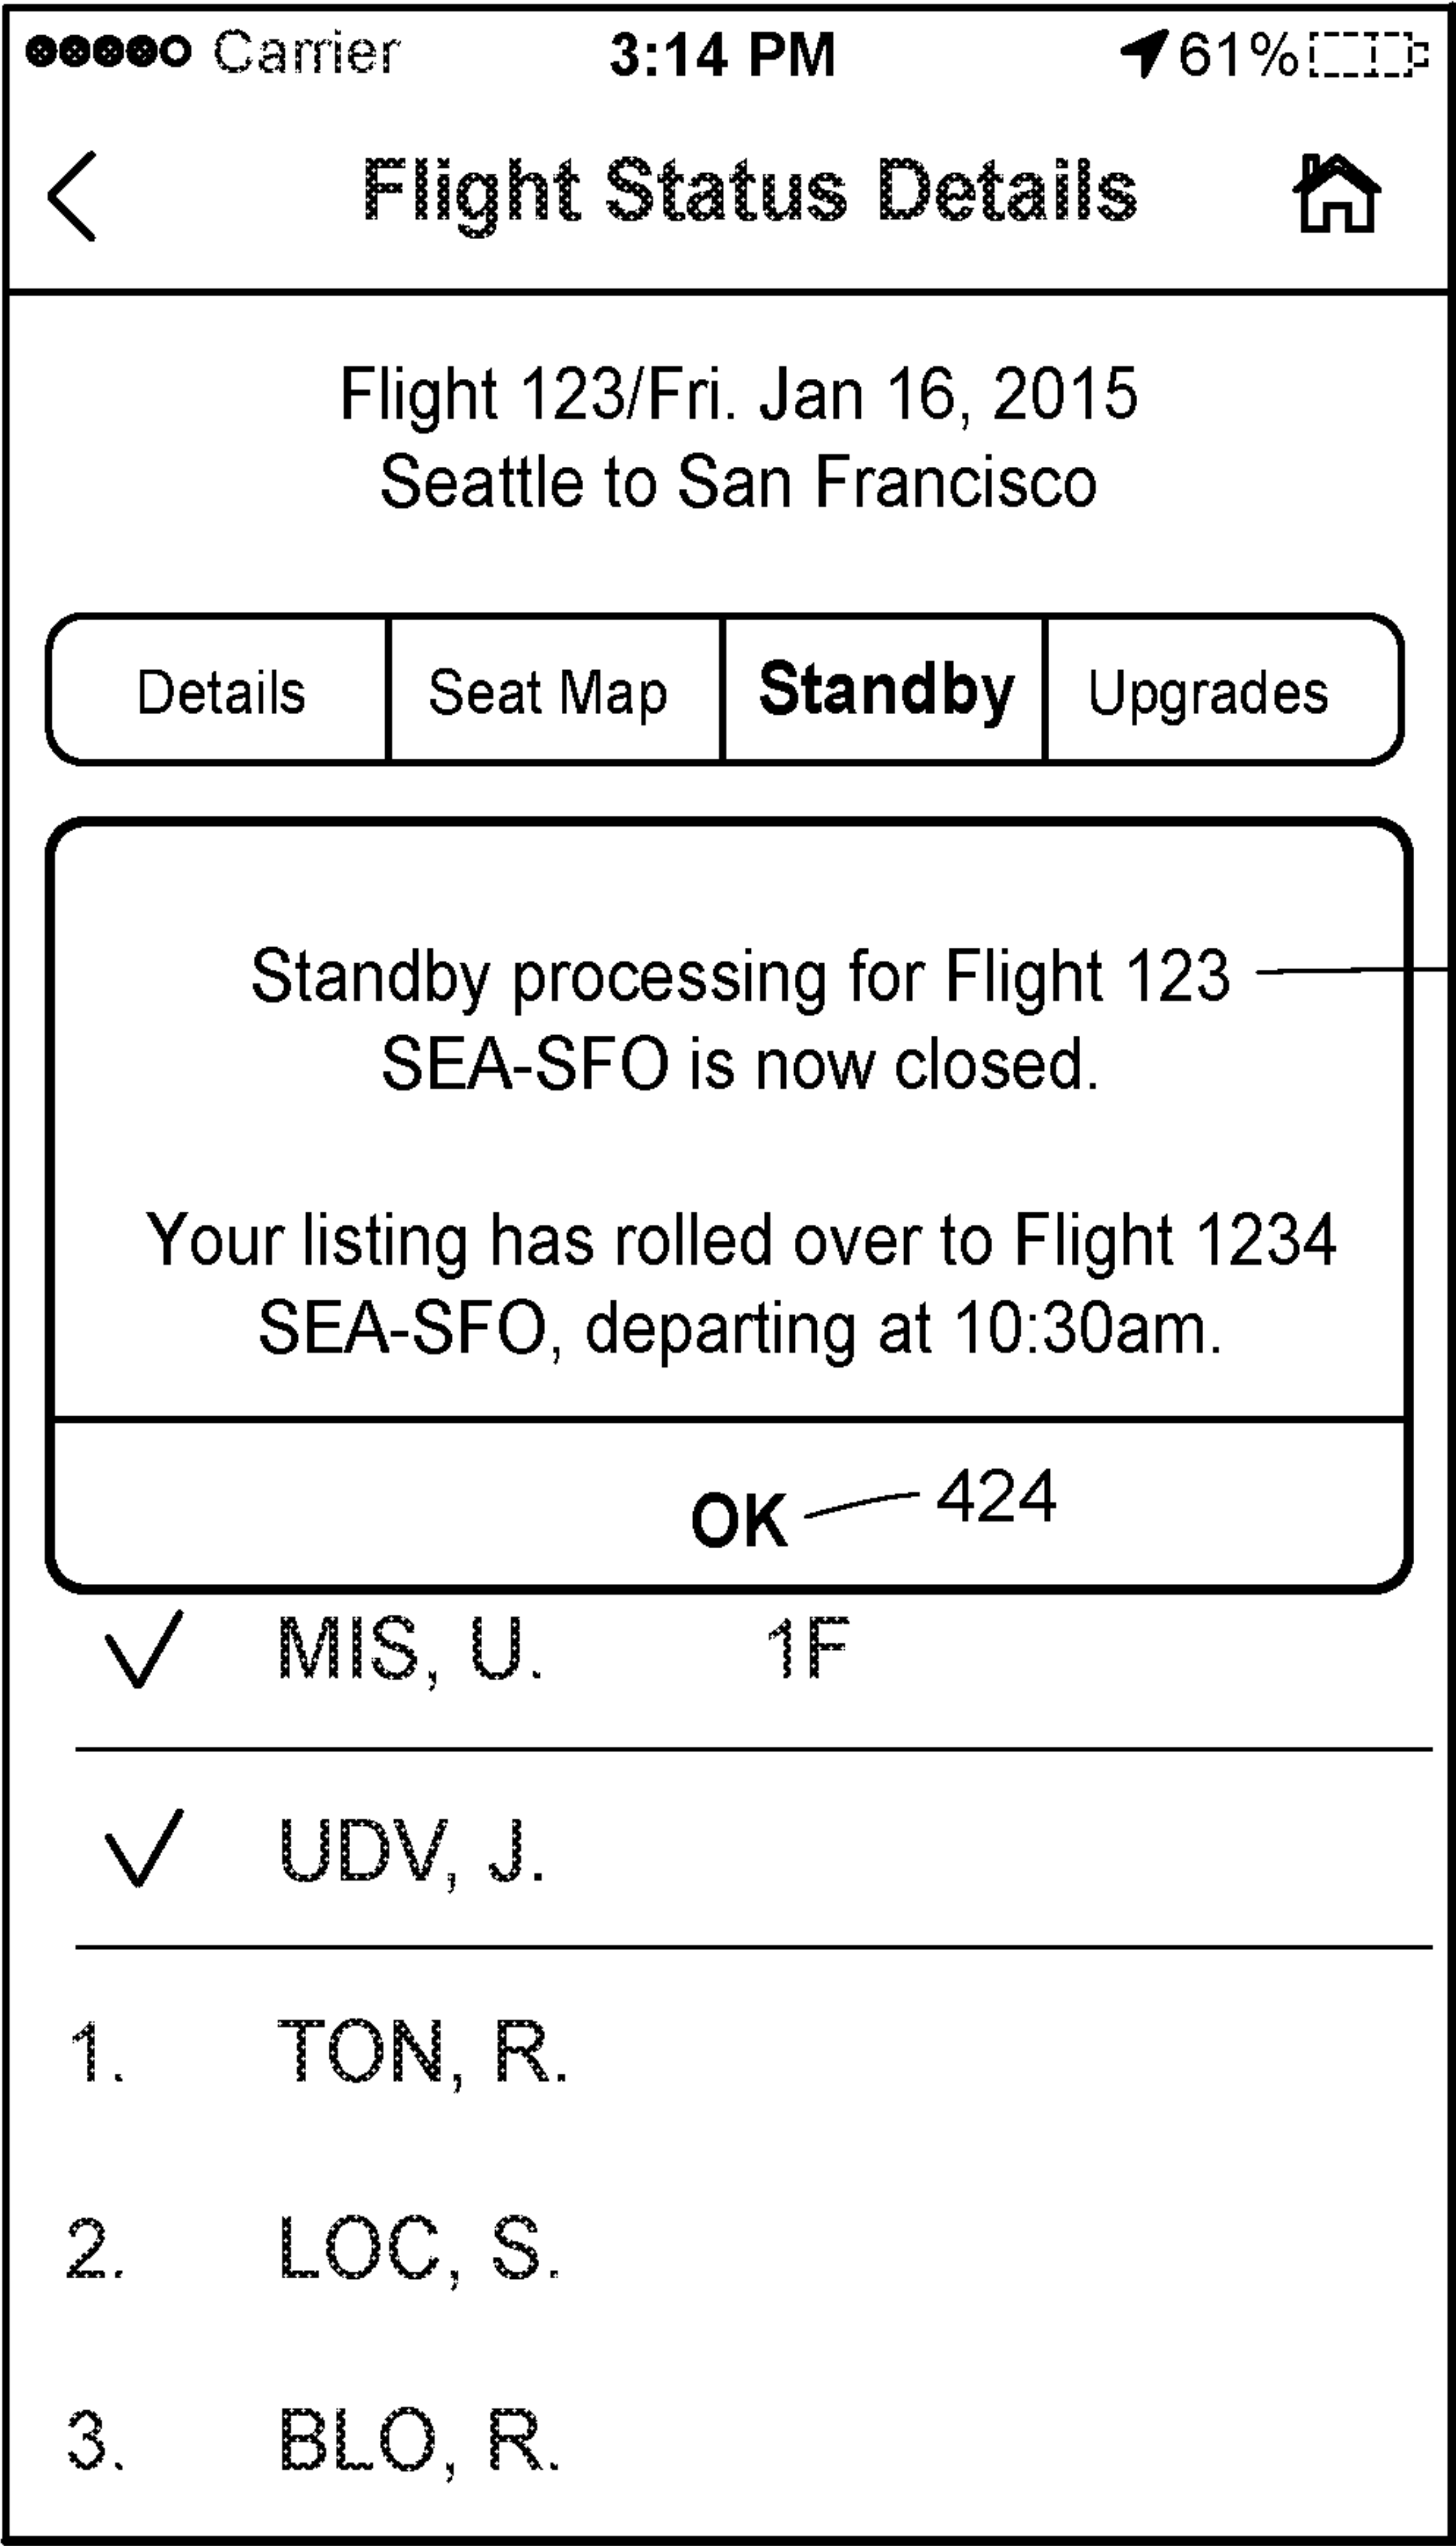 Carrier 3:14 PM 61%
Flight Status Details
Flight 123/Fri. Jan 16, 2015
Seattle to San Francisco
Details Seat Map Standby Upgrades
Standby processing for Flight 123
SEA-SFO is now closed.
Your listing has rolled over to Flight 1234
SEA-SFO, departing at 10:30am.
OK 424
MIS, U. 1F
UDV, J.
1. TON, R.
2. LOC, S.
3. BLO, R.